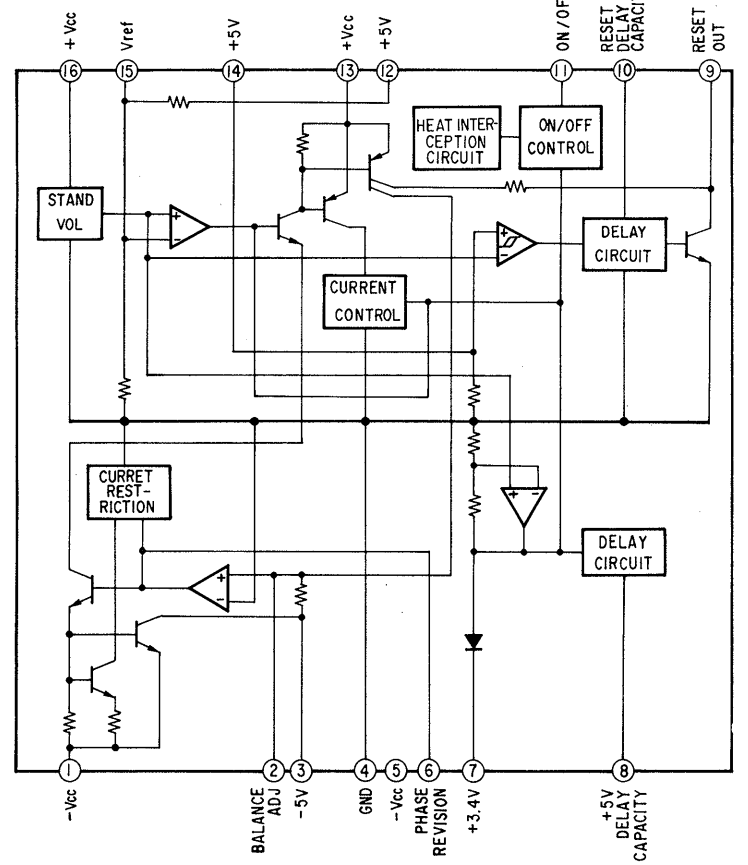 +Vcc
Vref
+5V
+Vcc
+5V
ON/OF
RESET
DELAY
CAPACI
RESET
OUT
16
15
14
13
12
11
10
9
HEAT INTER-
CEPTION
CIRCUIT
ON/OFF
CONTROL
STAND
VOL
+
-
+
-
DELAY
CIRCUIT
CURRENT
CONTROL
CURRET
REST-
RICTION
+
-
DELAY
CIRCUIT
+
-
1
2
3
4
5
6
7
8
-Vcc
BALANCE
ADJ
-5V
GND
-Vcc
PHASE
REVISION
+3.4V
+5V
DELAY
CAPACITY